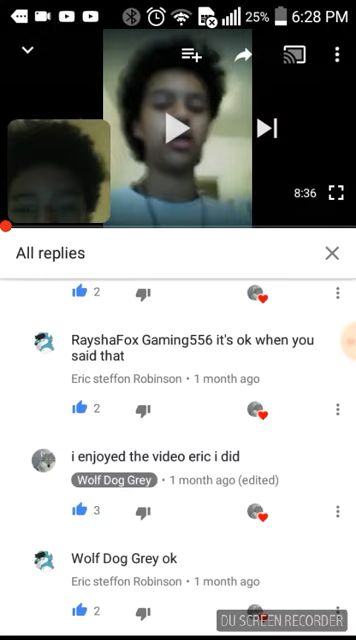 25% 6:28 PM
8:36
All replies
2
RayshaFox Gaming556 it's ok when you
said that
Eric steffon Robinson • 1 month ago
2
i enjoyed the video eric i did
Wolf Dog Grey • 1 month ago (edited)
3
Wolf Dog Grey ok
Eric steffon Robinson • 1 month ago
2
DU SCREEN RECORDER